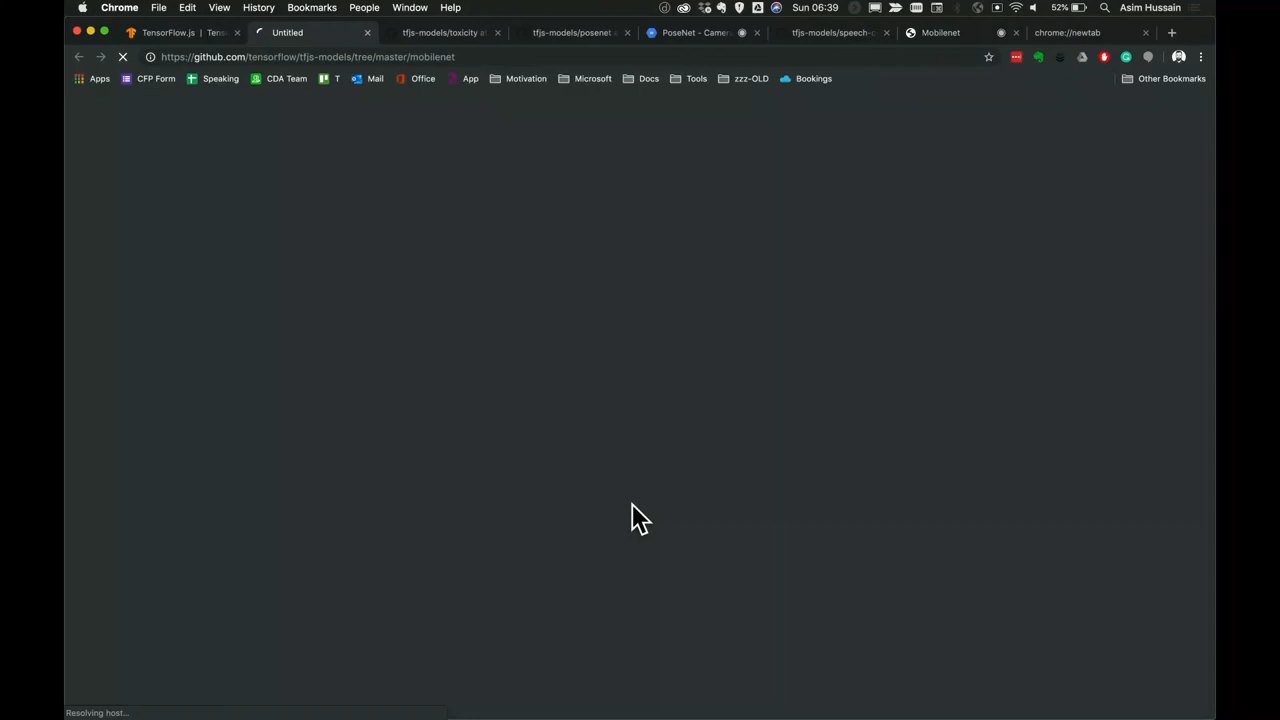 Chrome File Edit View History Bookmarks People Window Help Sun 06:39 52% Asim Hussain
TensorFlow.js | Tens Untitled tfjs-models/toxicity at tfjs-models/posenet a PoseNet - Camera tfjs-models/speech-c Mobilenet chrome://newtab
https://github.com/tensorflow/tfjs-models/tree/master/mobilenet
Apps CFP Form Speaking CDA Team T Mail Office App Motivation Microsoft Docs Tools zzz-OLD Bookings Other Bookmarks
Resolving host...